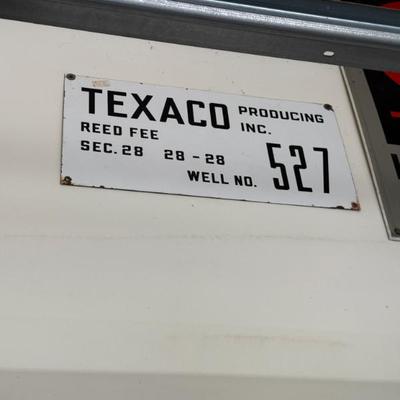 TEXACO PRODUCING INC.
REED FEE
SEC. 28 28-28
WELL NO. 527